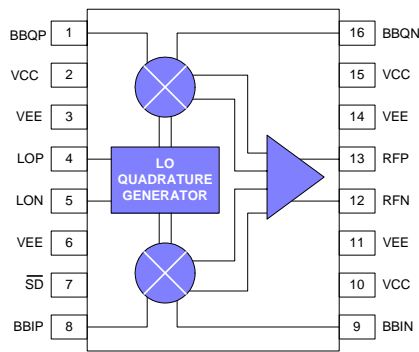 BBQP 1 16 BBQN
VCC 2 15 VCC
VEE 3 14 VEE
LOP 4 13 RFP
LON 5 12 RFN
VEE 6 11 VEE
S̅D̅ 7 10 VCC
BBIP 8 9 BBIN
LO
QUADRATURE
GENERATOR